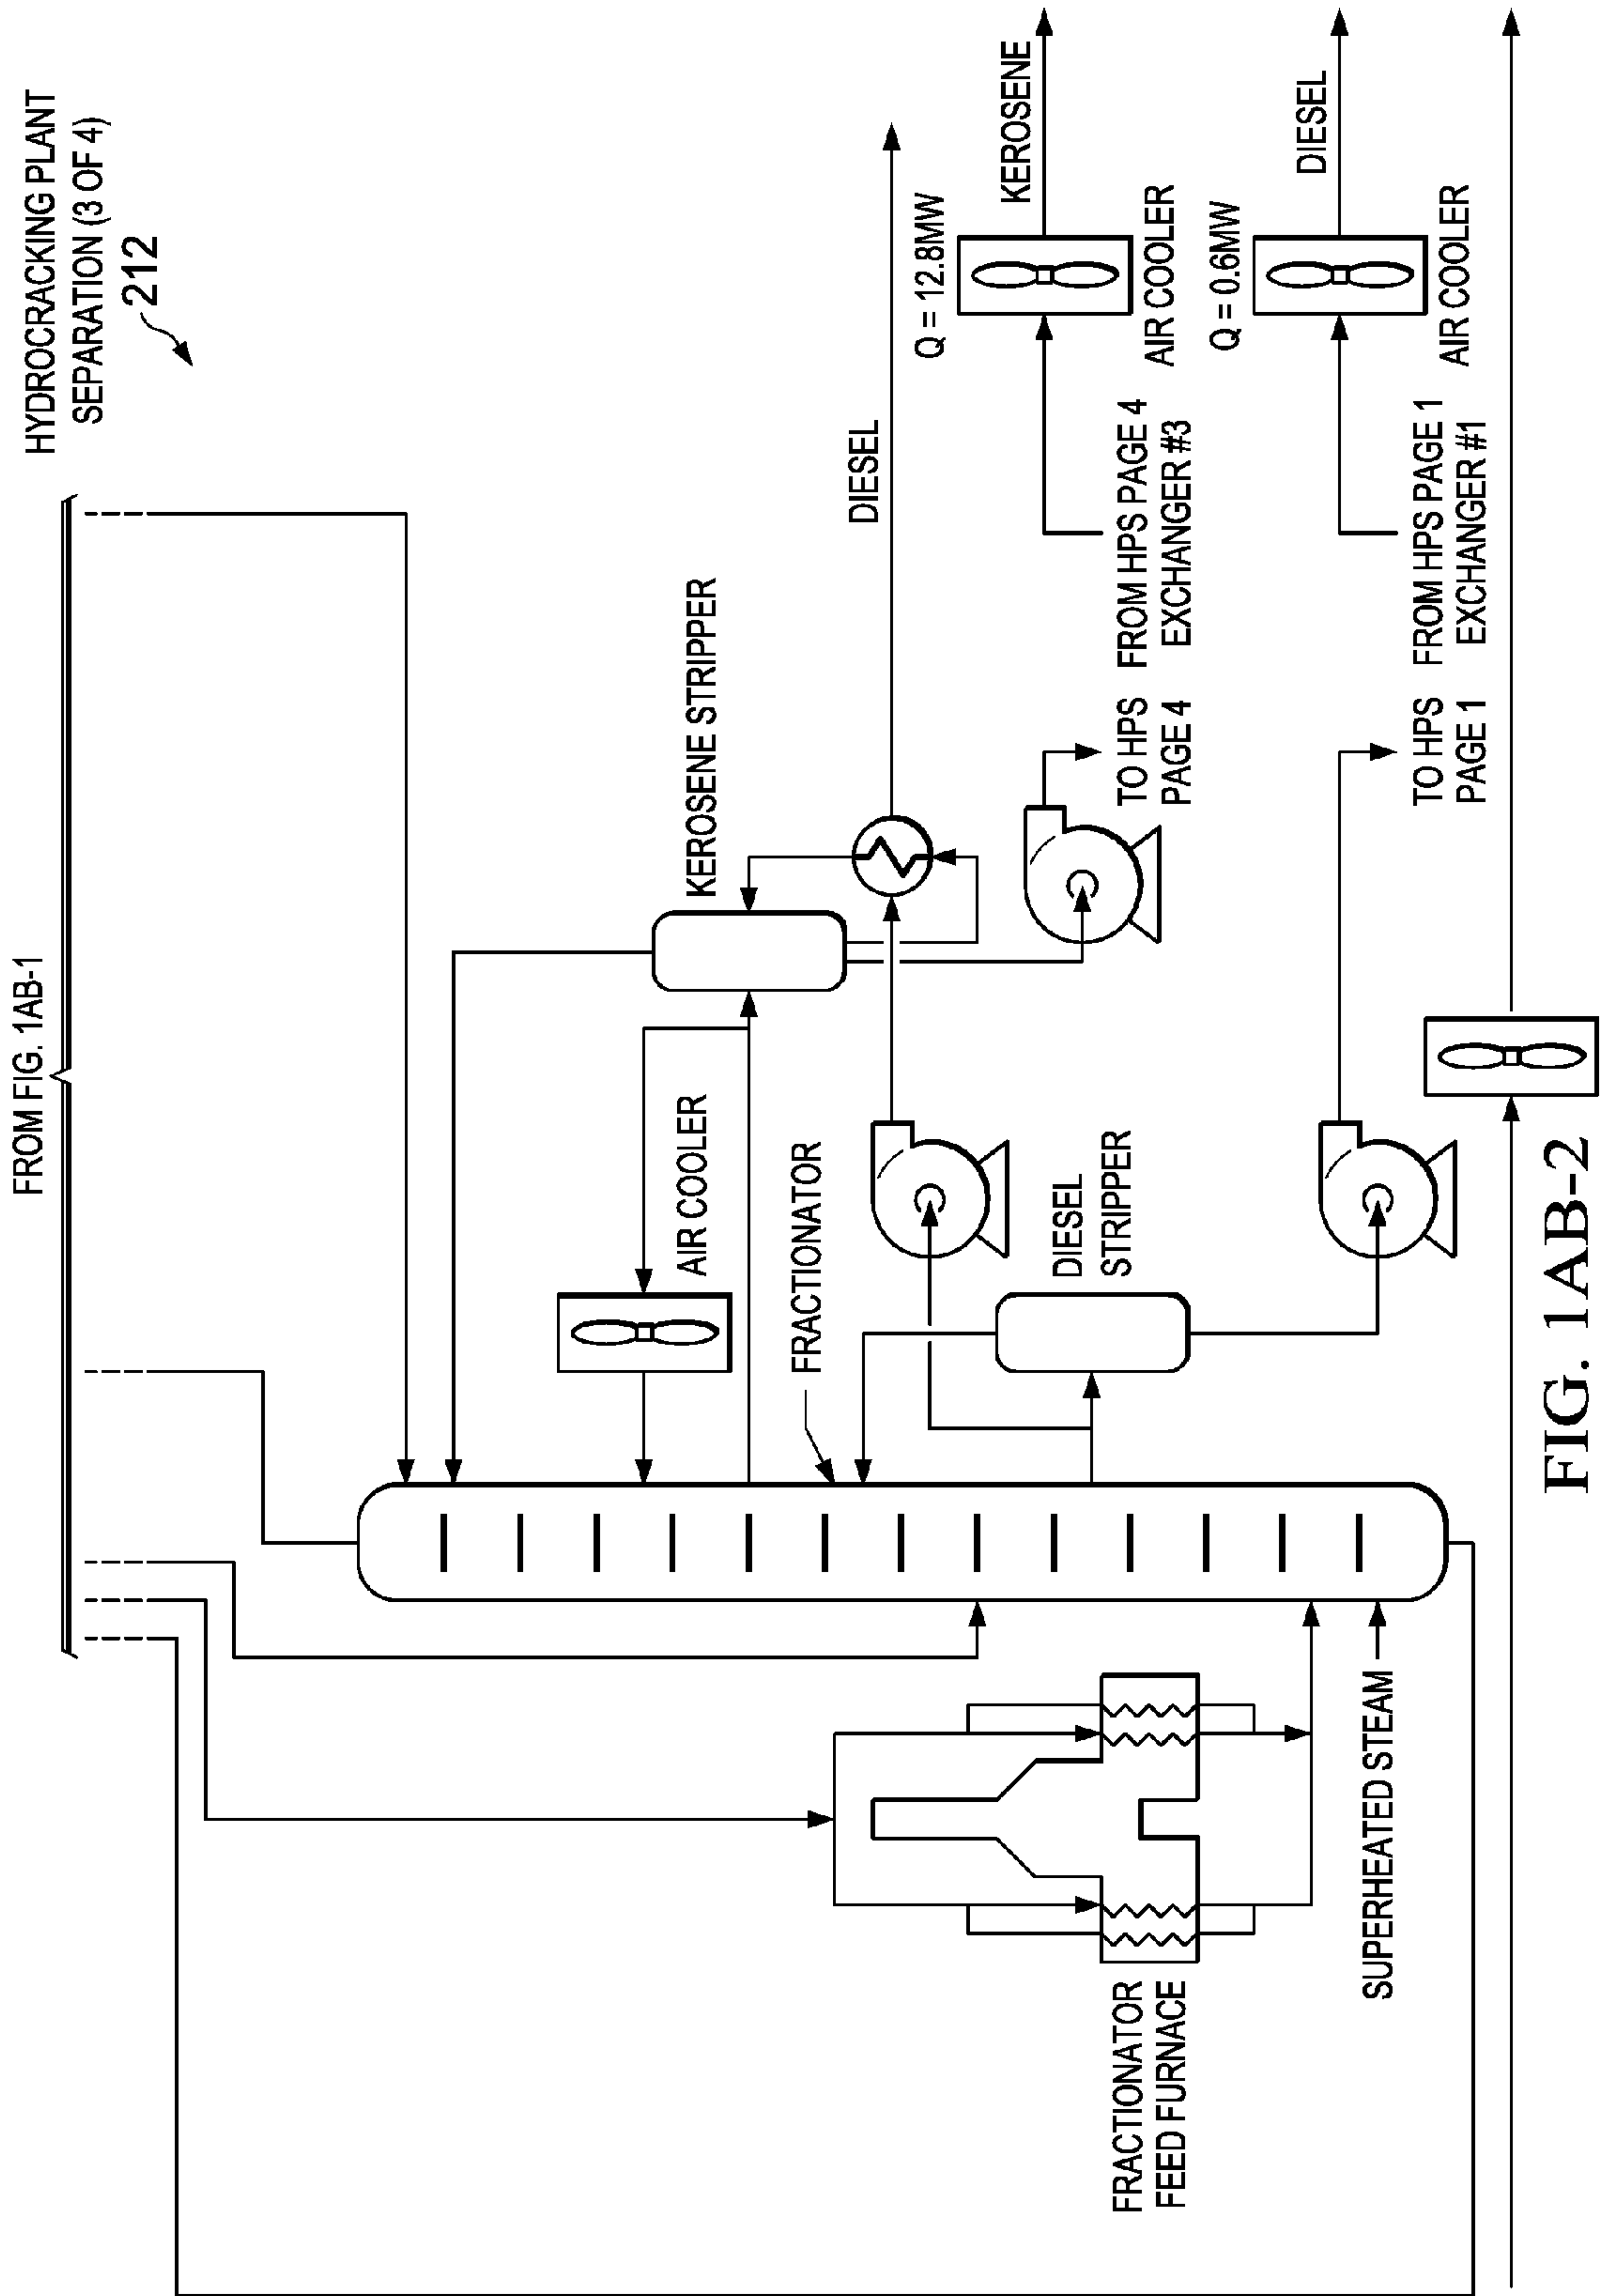 HYDROCRACKING PLANT
SEPARATION (3 OF 4)
212
FROM FIG. 1AB-1
KEROSENE STRIPPER
AIR COOLER
FRACTIONATOR
DIESEL
DIESEL
STRIPPER
Q = 12.8MW
KEROSENE
AIR COOLER
TO HPS
PAGE 4
FROM HPS PAGE 4
EXCHANGER #3
Q = 0.6MW
DIESEL
AIR COOLER
TO HPS
PAGE 1
FROM HPS PAGE 1
EXCHANGER #1
FRACTIONATOR
FEED FURNACE
SUPERHEATED STEAM
FIG. 1AB-2